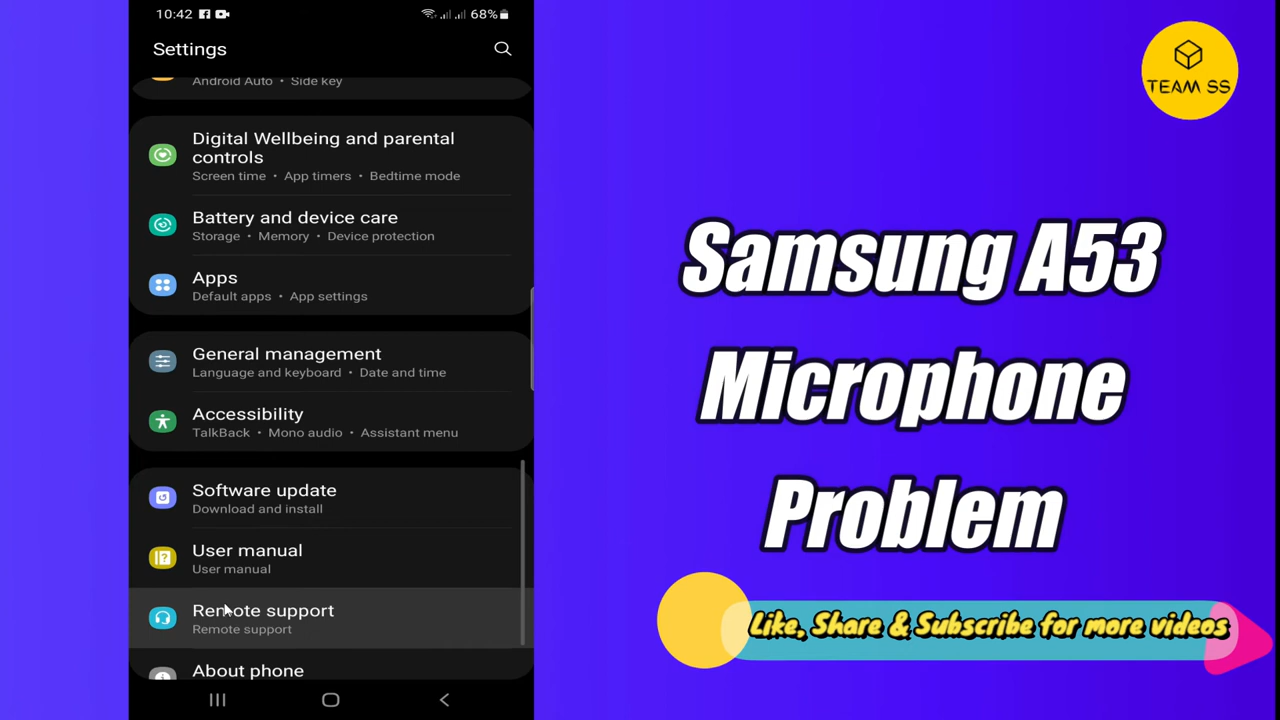 10:42
68%
Settings
Android Auto • Side key
Digital Wellbeing and parental
controls
Screen time • App timers • Bedtime mode
Battery and device care
Storage • Memory • Device protection
Apps
Default apps • App settings
General management
Language and keyboard • Date and time
Accessibility
TalkBack • Mono audio • Assistant menu
Software update
Download and install
User manual
User manual
Remote support
Remote support
About phone
TEAM SS
Samsung A53
Microphone
Problem
Like, Share & Subscribe for more videos